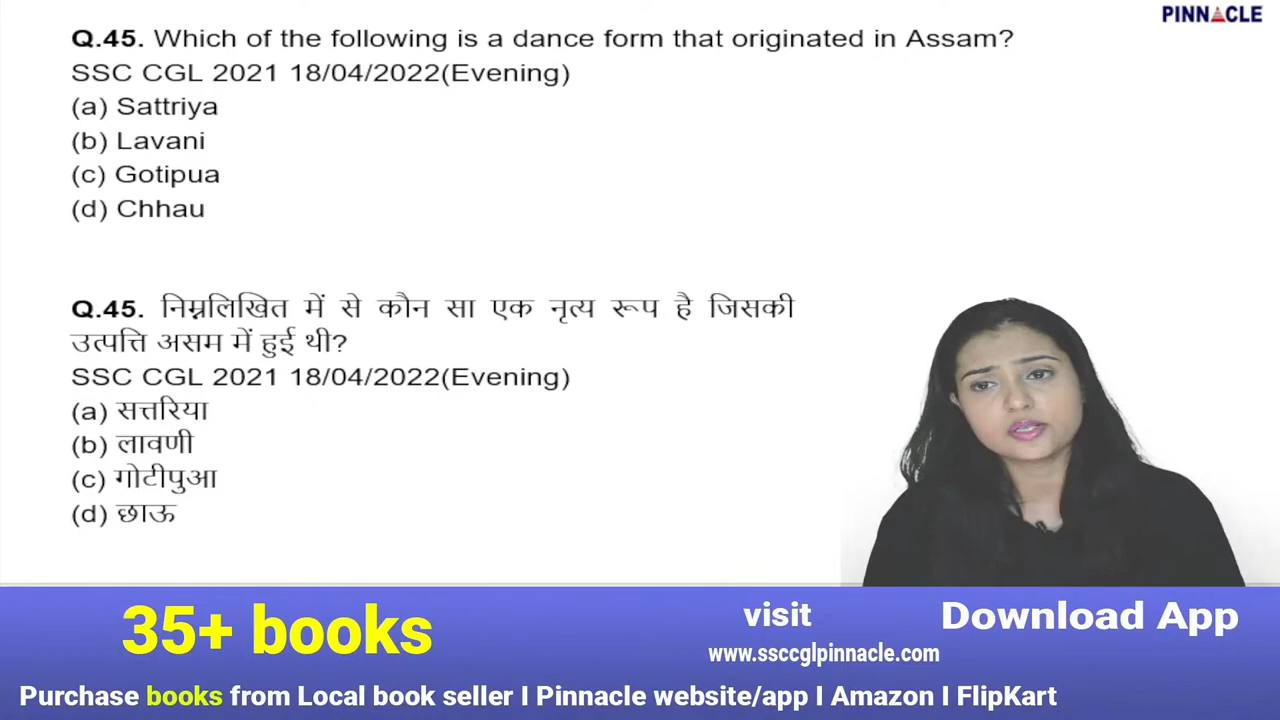 PINNACLE
Q.45. Which of the following is a dance form that originated in Assam?
SSC CGL 2021 18/04/2022(Evening)
(a) Sattriya
(b) Lavani
(c) Gotipua
(d) Chhau
Q.45. निम्नलिखित में से कौन सा एक नृत्य रूप है जिसकी
उत्पत्ति असम में हुई थी?
SSC CGL 2021 18/04/2022(Evening)
(a) सत्तरिया
(b) लावणी
(c) गोटीपुआ
(d) छाऊ
35+ books
visit
www.ssccglpinnacle.com
Download App
Purchase books from Local book seller I Pinnacle website/app I Amazon I FlipKart